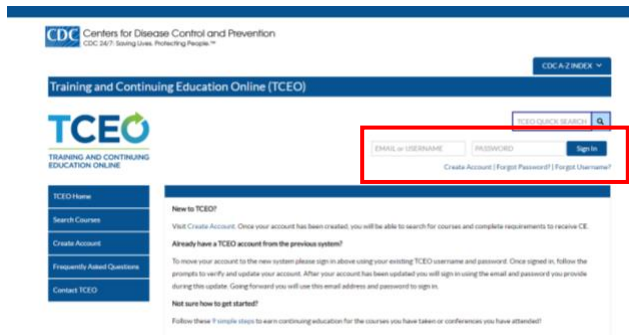 CDC Centers for Disease Control and Prevention
CDC 24/7: Saving Lives. Protecting People.™
CDC A-Z INDEX
Training and Continuing Education Online (TCEO)
TCEO QUICK SEARCH
TCEO
TRAINING AND CONTINUING
EDUCATION ONLINE
EMAIL or USERNAME PASSWORD Sign In
Create Account | Forgot Password? | Forgot Username?
TCEO Home
Search Courses
Create Account
Frequently Asked Questions
Contact TCEO
New to TCEO?
Visit Create Account. Once your account has been created, you will be able to search for courses and complete requirements to receive CE.
Already have a TCEO account from the previous system?
To move your account to the new system please sign in above using your existing TCEO username and password. Once signed in, follow the
prompts to verify and update your account. After your account has been updated you will sign in using the email and password you provide
during this update. Going forward you will use this email address and password to sign in.
Not sure how to get started?
Follow these 9 simple steps to earn continuing education for the courses you have taken or conferences you have attended!